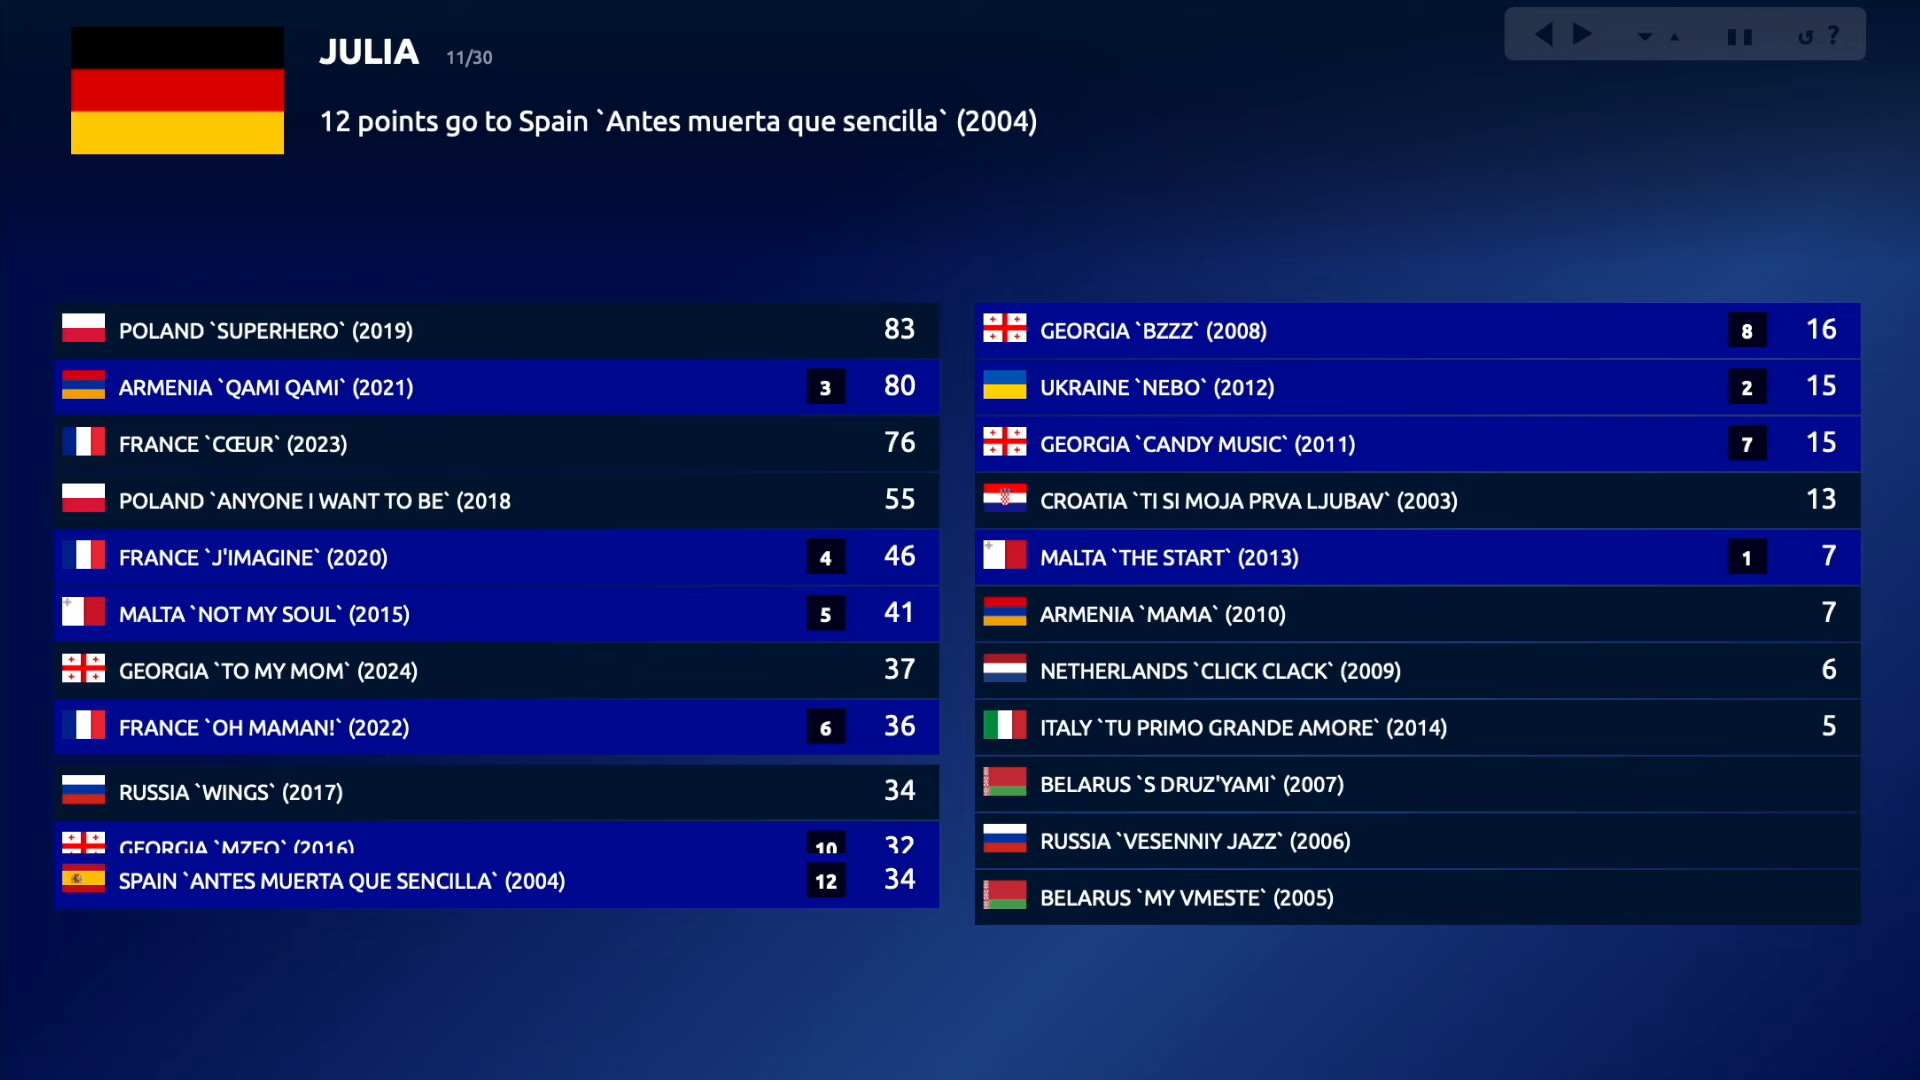 JULIA 11/30
12 points go to Spain `Antes muerta que sencilla` (2004)
POLAND `SUPERHERO` (2019) 83
ARMENIA `QAMI QAMI` (2021) 3 80
FRANCE `CŒUR` (2023) 76
POLAND `ANYONE I WANT TO BE` (2018 55
FRANCE `J'IMAGINE` (2020) 4 46
MALTA `NOT MY SOUL` (2015) 5 41
GEORGIA `TO MY MOM` (2024) 37
FRANCE `OH MAMAN!` (2022) 6 36
RUSSIA `WINGS` (2017) 34
GEORGIA `MZEO` (2016) 10 32
SPAIN `ANTES MUERTA QUE SENCILLA` (2004) 12 34
GEORGIA `BZZZ` (2008) 8 16
UKRAINE `NEBO` (2012) 2 15
GEORGIA `CANDY MUSIC` (2011) 7 15
CROATIA `TI SI MOJA PRVA LJUBAV` (2003) 13
MALTA `THE START` (2013) 1 7
ARMENIA `MAMA` (2010) 7
NETHERLANDS `CLICK CLACK` (2009) 6
ITALY `TU PRIMO GRANDE AMORE` (2014) 5
BELARUS `S DRUZ'YAMI` (2007)
RUSSIA `VESENNIY JAZZ` (2006)
BELARUS `MY VMESTE` (2005)
?